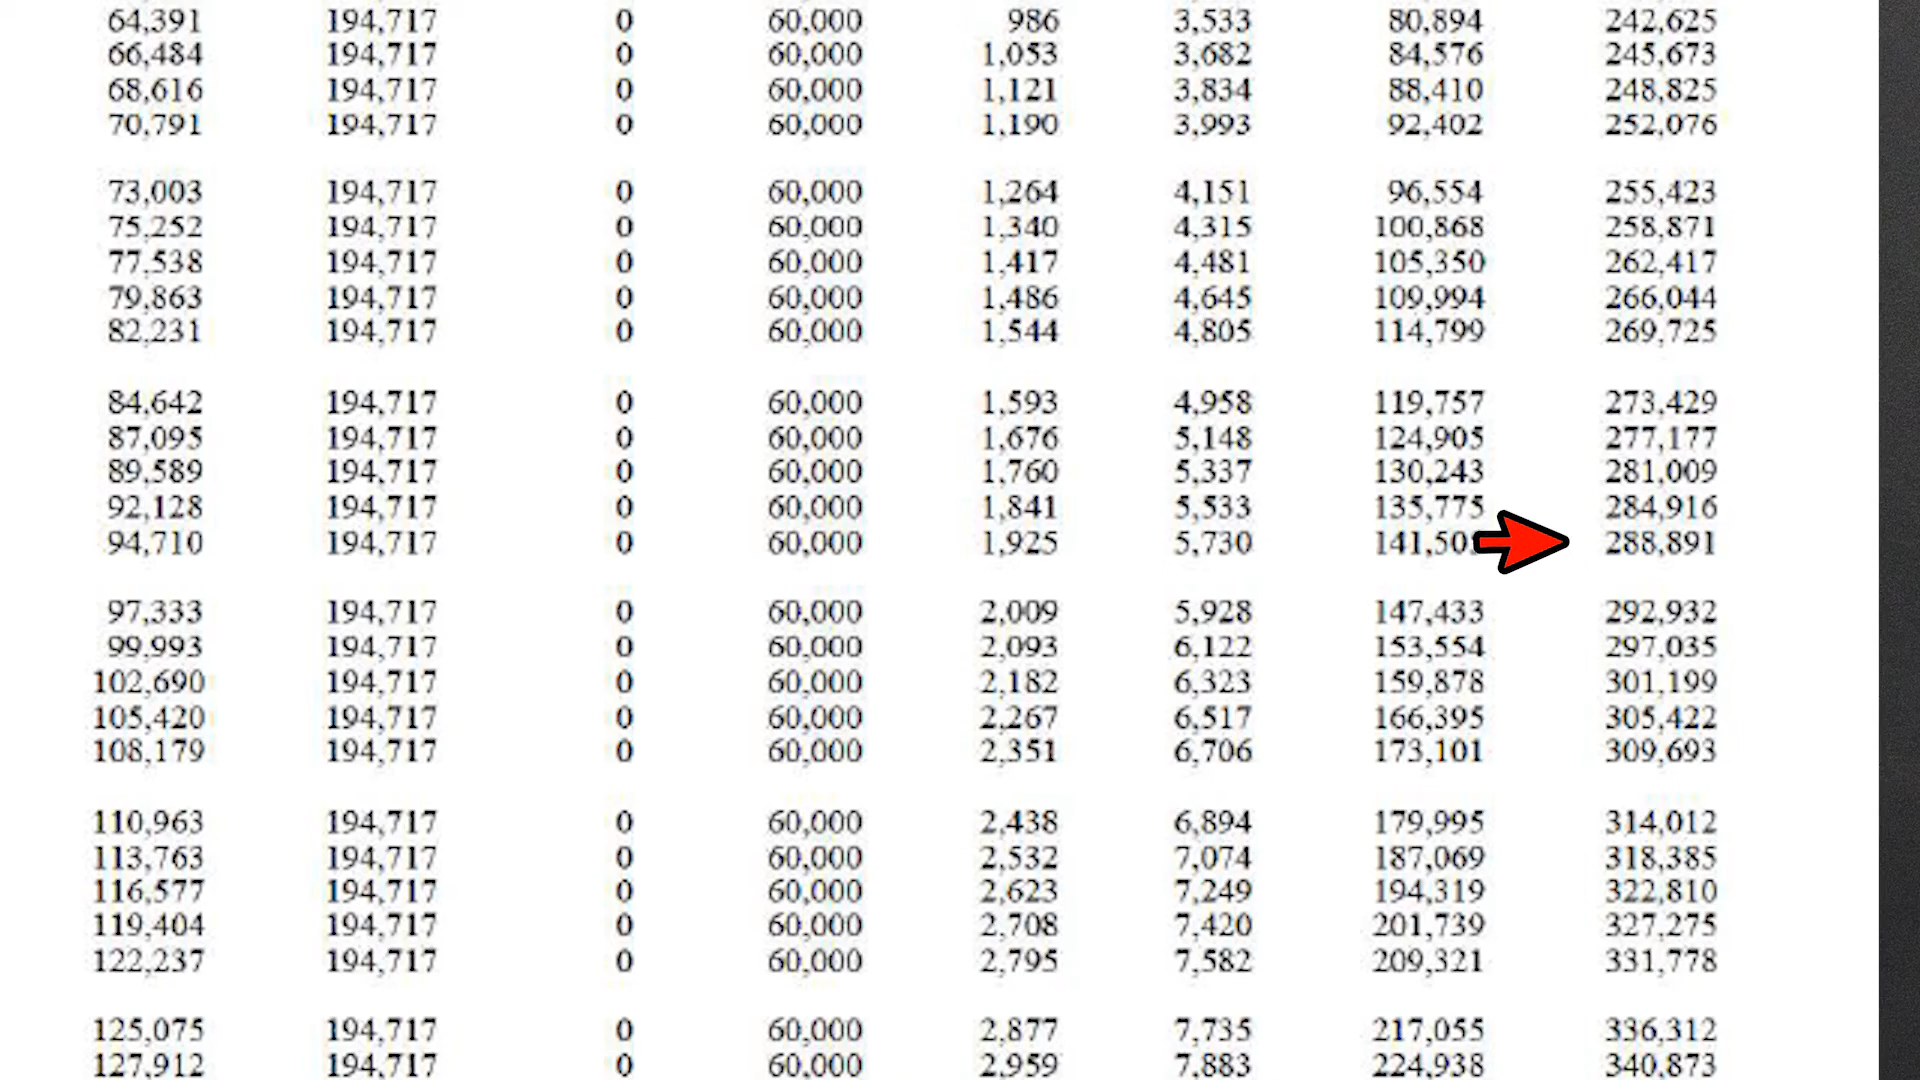 64,391 194,717 0 60,000 986 3,533 80,894 242,625
66,484 194,717 0 60,000 1,053 3,682 84,576 245,673
68,616 194,717 0 60,000 1,121 3,834 88,410 248,825
70,791 194,717 0 60,000 1,190 3,993 92,402 252,076
73,003 194,717 0 60,000 1,264 4,151 96,554 255,423
75,252 194,717 0 60,000 1,340 4,315 100,868 258,871
77,538 194,717 0 60,000 1,417 4,481 105,350 262,417
79,863 194,717 0 60,000 1,486 4,645 109,994 266,044
82,231 194,717 0 60,000 1,544 4,805 114,799 269,725
84,642 194,717 0 60,000 1,593 4,958 119,757 273,429
87,095 194,717 0 60,000 1,676 5,148 124,905 277,177
89,589 194,717 0 60,000 1,760 5,337 130,243 281,009
92,128 194,717 0 60,000 1,841 5,533 135,775 284,916
94,710 194,717 0 60,000 1,925 5,730 288,891
97,333 194,717 0 60,000 2,009 5,928 147,433 292,932
99,993 194,717 0 60,000 2,093 6,122 153,554 297,035
102,690 194,717 0 60,000 2,182 6,323 159,878 301,199
105,420 194,717 0 60,000 2,267 6,517 166,395 305,422
108,179 194,717 0 60,000 2,351 6,706 173,101 309,693
110,963 194,717 0 60,000 2,438 6,894 179,995 314,012
113,763 194,717 0 60,000 2,532 7,074 187,069 318,385
116,577 194,717 0 60,000 2,623 7,249 194,319 322,810
119,404 194,717 0 60,000 2,708 7,420 201,739 327,275
122,237 194,717 0 60,000 2,795 7,582 209,321 331,778
125,075 194,717 0 60,000 2,877 7,735 217,055 336,312
127,912 194,717 0 60,000 2,959 7,883 224,938 340,873